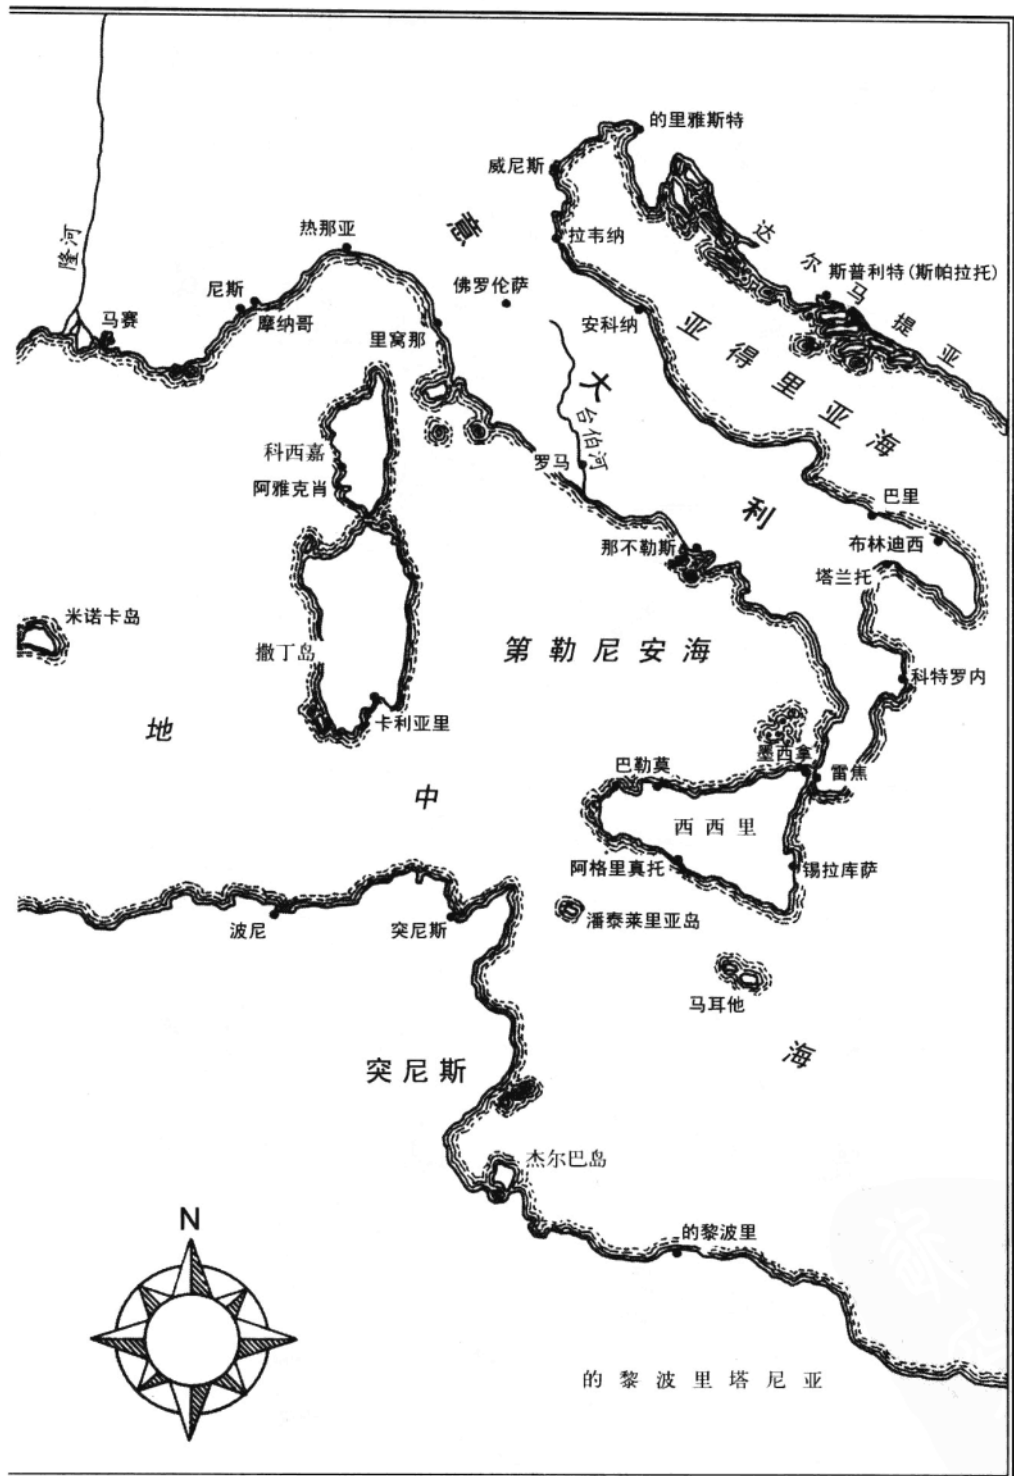 的里雅斯特
威尼斯
热那亚
拉韦纳
达尔马提亚
隆河
斯普利特(斯帕拉托)
尼斯
佛罗伦萨
马赛
摩纳哥
安科纳
里窝那
亚得里亚海
意大利
台伯河
科西嘉
罗马
阿雅克肖
巴里
那不勒斯
布林迪西
塔兰托
米诺卡岛
撒丁岛
第勒尼安海
科特罗内
卡利亚里
地中海
墨西拿
巴勒莫
雷焦
西西里
阿格里真托
锡拉库萨
波尼
突尼斯
潘泰莱里亚岛
马耳他
突尼斯
杰尔巴岛
N
的黎波里
的黎波里塔尼亚